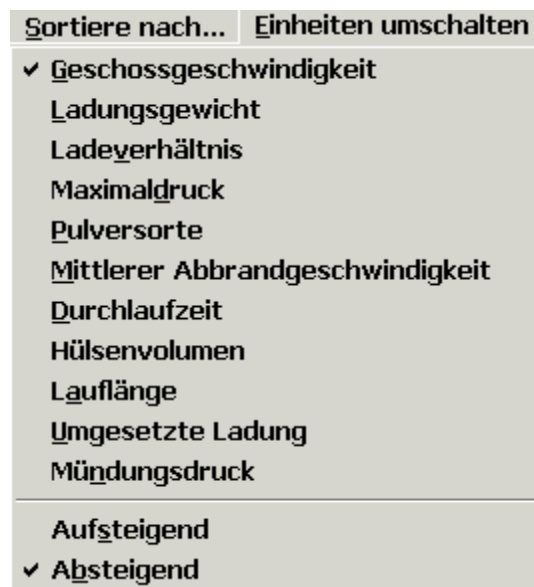 Sortiere nach... Einheiten umschalten
✓ Geschossgeschwindigkeit
Ladungsgewicht
Ladeverhältnis
Maximaldruck
Pulversorte
Mittlerer Abbrandgeschwindigkeit
Durchlaufzeit
Hülsenvolumen
Lauflänge
Umgesetzte Ladung
Mündungsdruck
Aufsteigend
✓ Absteigend